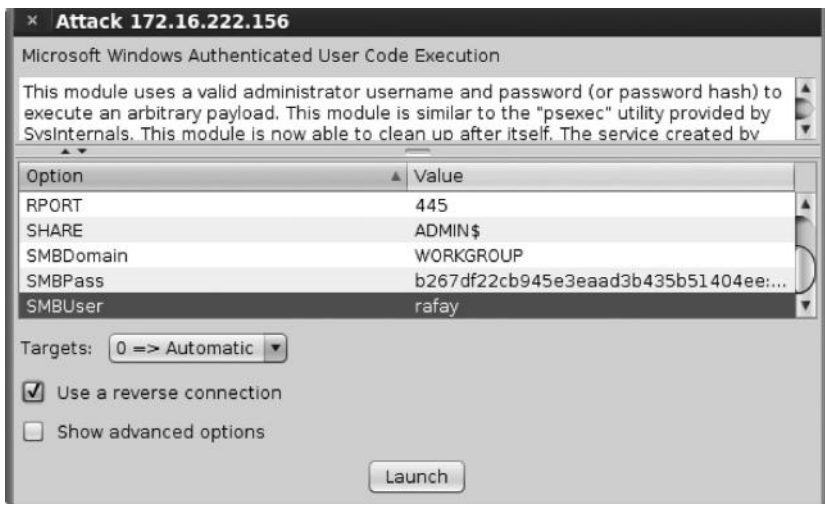 × Attack 172.16.222.156
Microsoft Windows Authenticated User Code Execution
This module uses a valid administrator username and password (or password hash) to
execute an arbitrary payload. This module is similar to the "psexec" utility provided by
SysInternals. This module is now able to clean up after itself. The service created by
Option Value
RPORT 445
SHARE ADMIN$
SMBDomain WORKGROUP
SMBPass b267df22cb945e3eaad3b435b51404ee:...
SMBUser rafay
Targets: 0 => Automatic
Use a reverse connection
Show advanced options
Launch